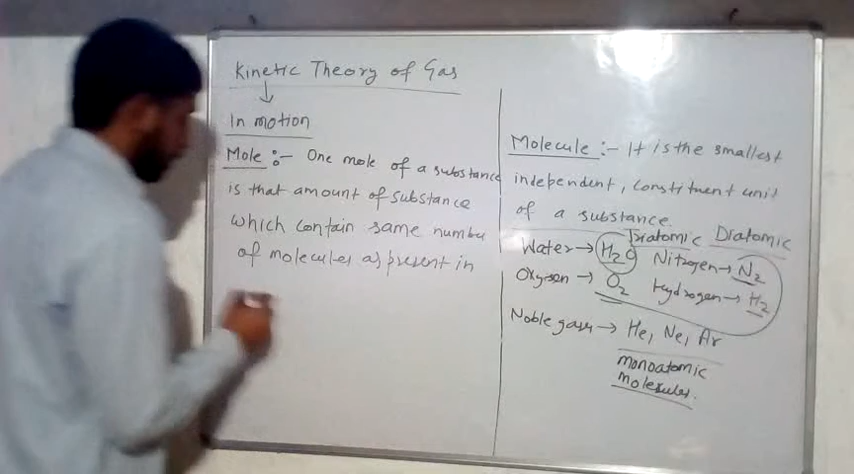 Kinetic Theory of Gas
In motion
Mole :- One mole of a substance
is that amount of substance
which contain same number
of molecules as present in
Molecule :- It is the smallest
independent, constituent unit
of a substance.
Triatomic Diatomic
Water → H2O Nitrogen → N2
Oxygen → O2 Hydrogen → H2
Noble gases → He, Ne, Ar
monoatomic
molecules.